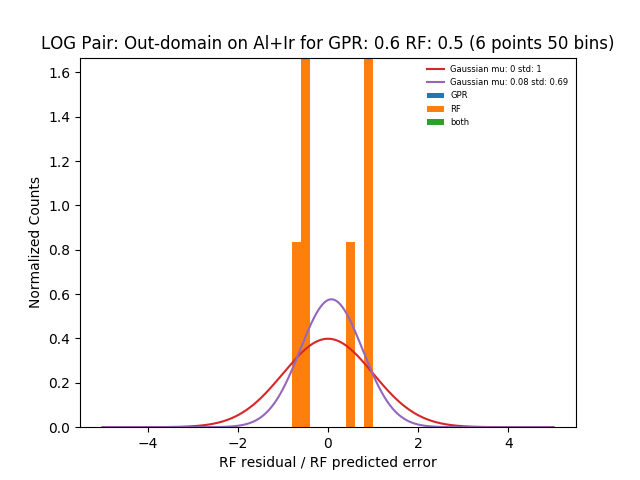 LOG Pair: Out-domain on Al+Ir for GPR: 0.6 RF: 0.5 (6 points 50 bins)
Gaussian mu: 0 std: 1
Gaussian mu: 0.08 std: 0.69
GPR
RF
both
Normalized Counts
1.6
1.4
1.2
1.0
0.8
0.6
0.4
0.2
0.0
−4 −2 0 2 4
RF residual / RF predicted error